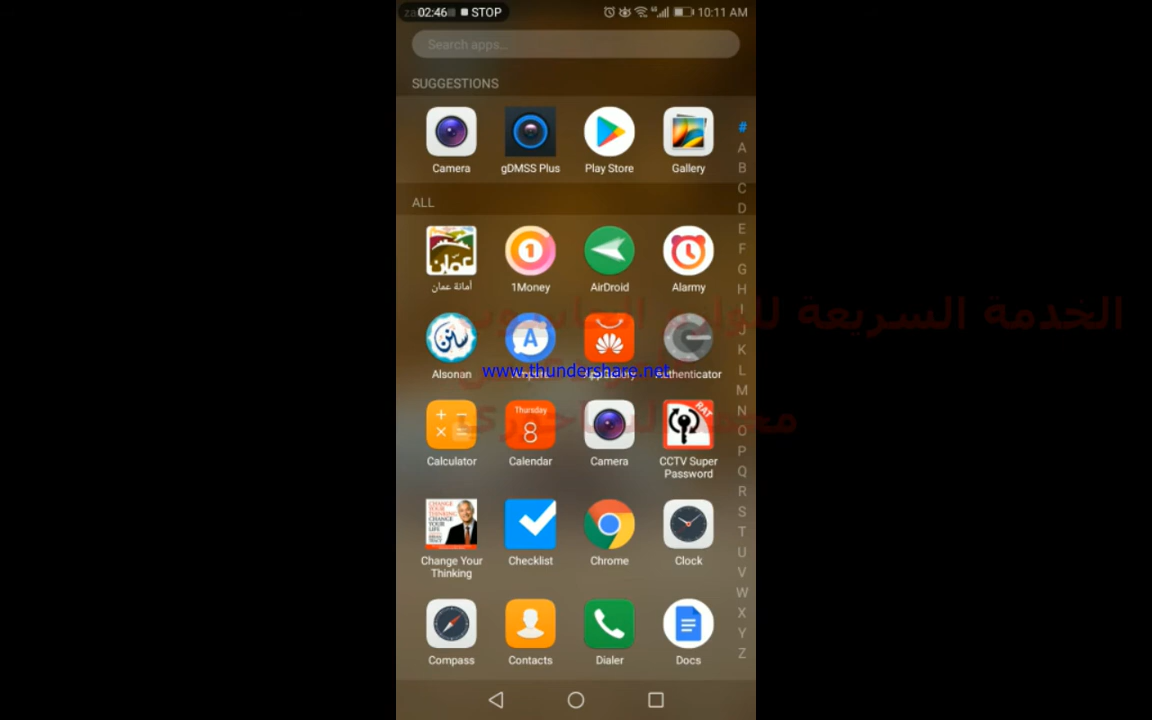 02:46 STOP 10:11 AM
Search apps...
SUGGESTIONS
Camera gDMSS Plus Play Store Gallery
ALL
أمانة عمان 1Money AirDroid Alarmy
الخدمة السريعة
Alsonan Authenticator
www.thundershare.net
Thursday
8
RAT
Calculator Calendar Camera CCTV Super Password
CHANGE YOUR THINKING CHANGE YOUR LIFE
Change Your Thinking Checklist Chrome Clock
Compass Contacts Dialer Docs
#
A
B
C
D
E
F
G
H
I
J
K
L
M
N
O
P
Q
R
S
T
U
V
W
X
Y
Z